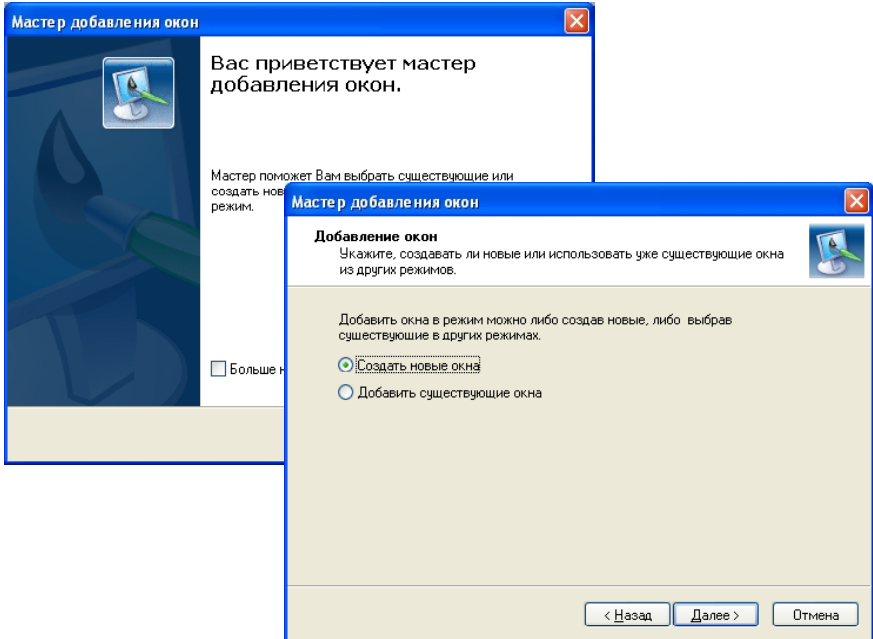 Мастер добавления окон
Вас приветствует мастер
добавления окон.
Мастер поможет Вам выбрать существующие или
создать нов
режим.
Больше н
Мастер добавления окон
Добавление окон
Укажите, создавать ли новые или использовать уже существующие окна
из других режимов.
Добавить окна в режим можно либо создав новые, либо выбрав
существующие в других режимах.
Создать новые окна
Добавить существующие окна
< Назад Далее > Отмена